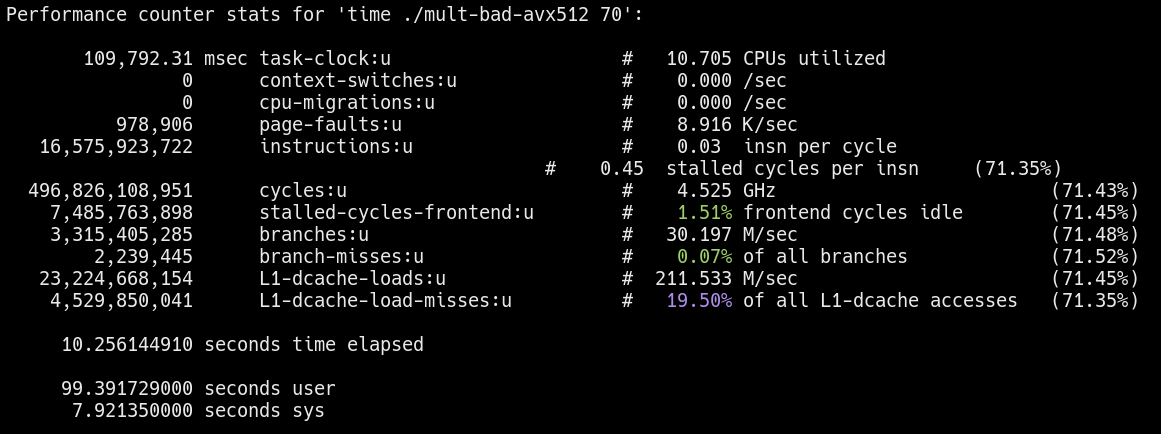 Performance counter stats for 'time ./mult-bad-avx512 70':
109,792.31 msec task-clock:u # 10.705 CPUs utilized
0 context-switches:u # 0.000 /sec
0 cpu-migrations:u # 0.000 /sec
978,906 page-faults:u # 8.916 K/sec
16,575,923,722 instructions:u # 0.03 insn per cycle
# 0.45 stalled cycles per insn (71.35%)
496,826,108,951 cycles:u # 4.525 GHz (71.43%)
7,485,763,898 stalled-cycles-frontend:u # 1.51% frontend cycles idle (71.45%)
3,315,405,285 branches:u # 30.197 M/sec (71.48%)
2,239,445 branch-misses:u # 0.07% of all branches (71.52%)
23,224,668,154 L1-dcache-loads:u # 211.533 M/sec (71.45%)
4,529,850,041 L1-dcache-load-misses:u # 19.50% of all L1-dcache accesses (71.35%)
10.256144910 seconds time elapsed
99.391729000 seconds user
7.921350000 seconds sys